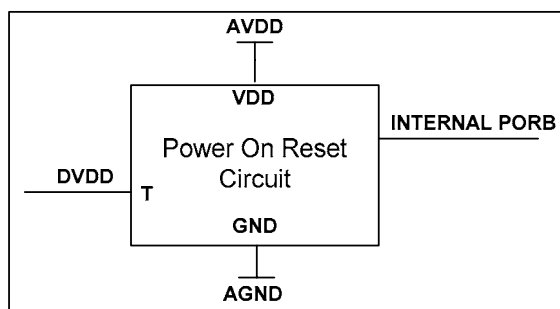 AVDD
VDD
INTERNAL PORB
Power On Reset
Circuit
DVDD
T
GND
AGND